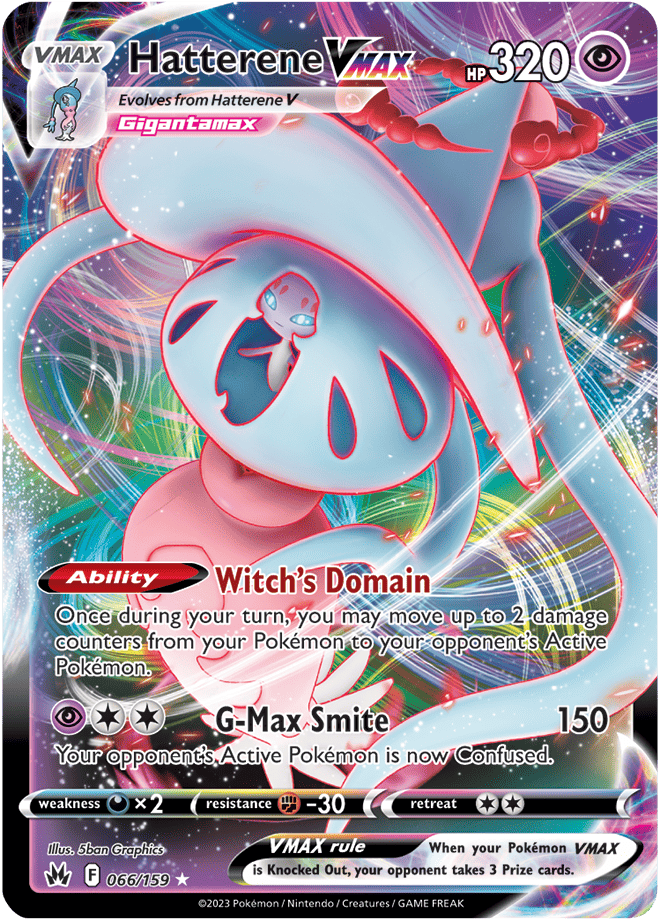 VMAX
Hatterene VMAX
HP 320
Evolves from Hatterene V
Gigantamax
Ability Witch's Domain
Once during your turn, you may move up to 2 damage
counters from your Pokémon to your opponent's Active
Pokémon.
G-Max Smite 150
Your opponent's Active Pokémon is now Confused.
weakness ×2 resistance -30 retreat
Illus. 5ban Graphics
VMAX rule When your Pokémon VMAX
is Knocked Out, your opponent takes 3 Prize cards.
F 066/159 ★
©2023 Pokémon / Nintendo / Creatures / GAME FREAK